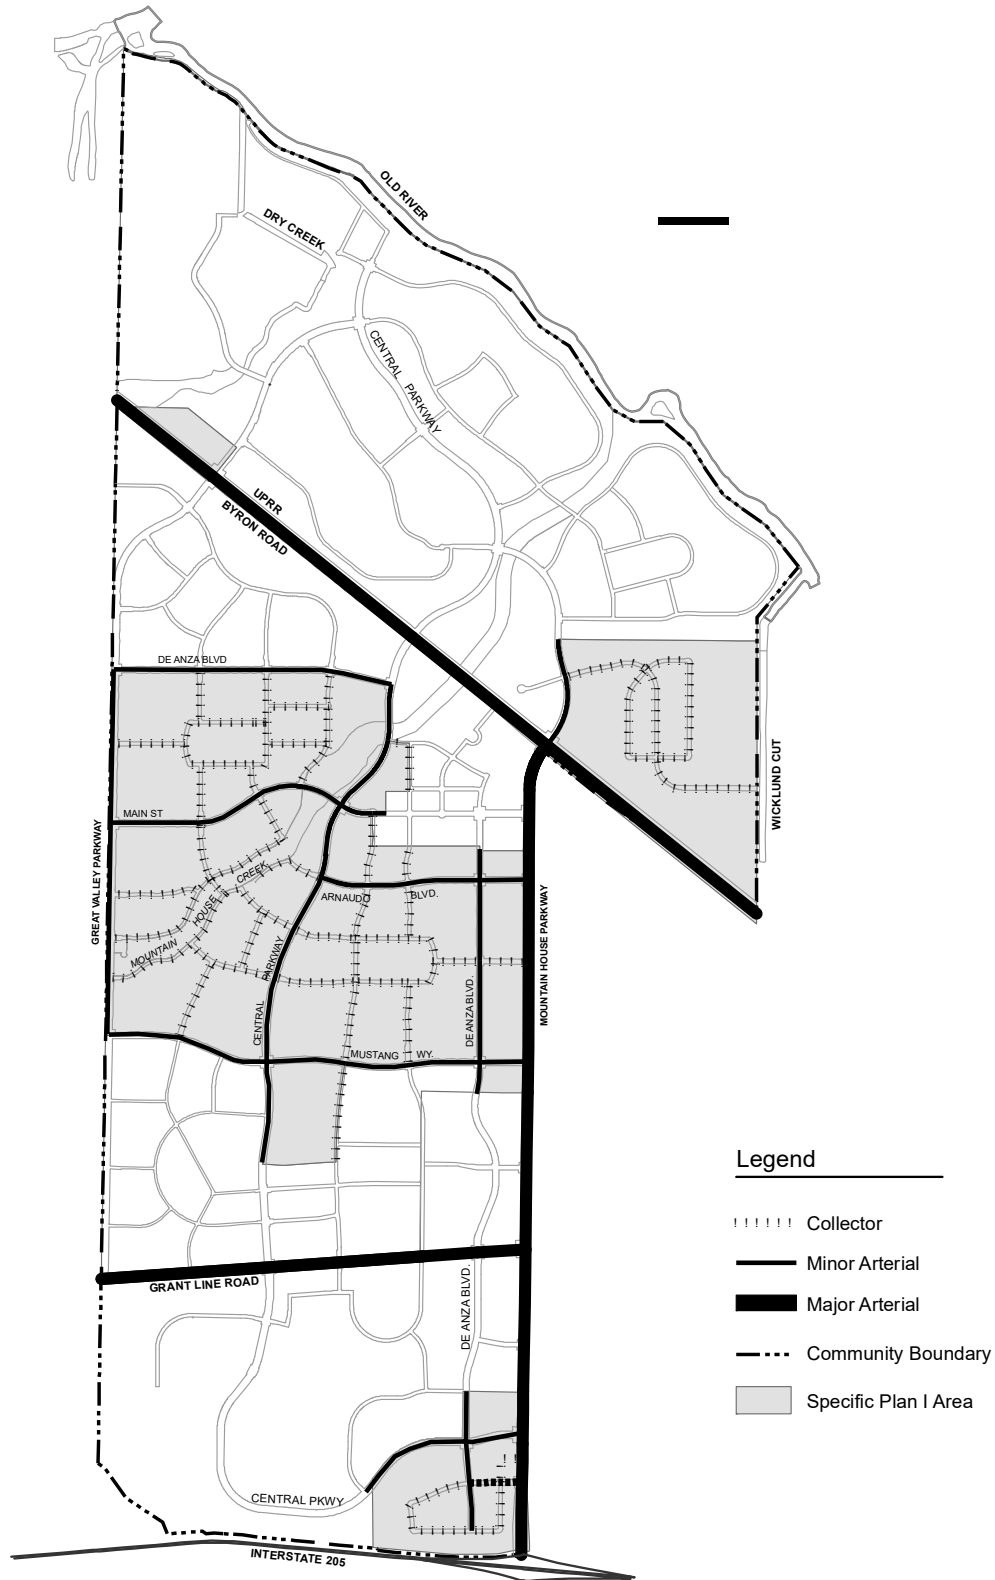 OLD RIVER
DRY CREEK
CENTRAL PARKWAY
UPRR
BYRON ROAD
DE ANZA BLVD
WICKLUND CUT
MAIN ST
GREAT VALLEY PARKWAY
CREEK
ARNAUDO BLVD.
HOUSE
MOUNTAIN
MOUNTAIN HOUSE PARKWAY
PARKWAY
CENTRAL
DE ANZA BLVD.
MUSTANG WY.
Legend
Collector
Minor Arterial
Major Arterial
Community Boundary
Specific Plan I Area
GRANT LINE ROAD
DE ANZA BLVD.
CENTRAL PKWY
INTERSTATE 205